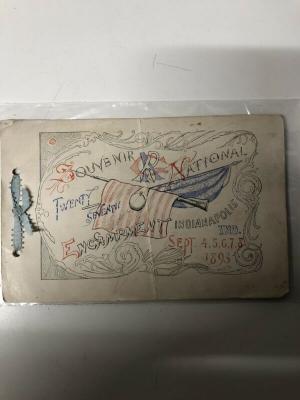 SOUVENIR NATIONAL
TWENTY
SEVENTH
ENCAMPMENT INDIANAPOLIS
IND.
SEPT. 4,5,6,7,8
1893